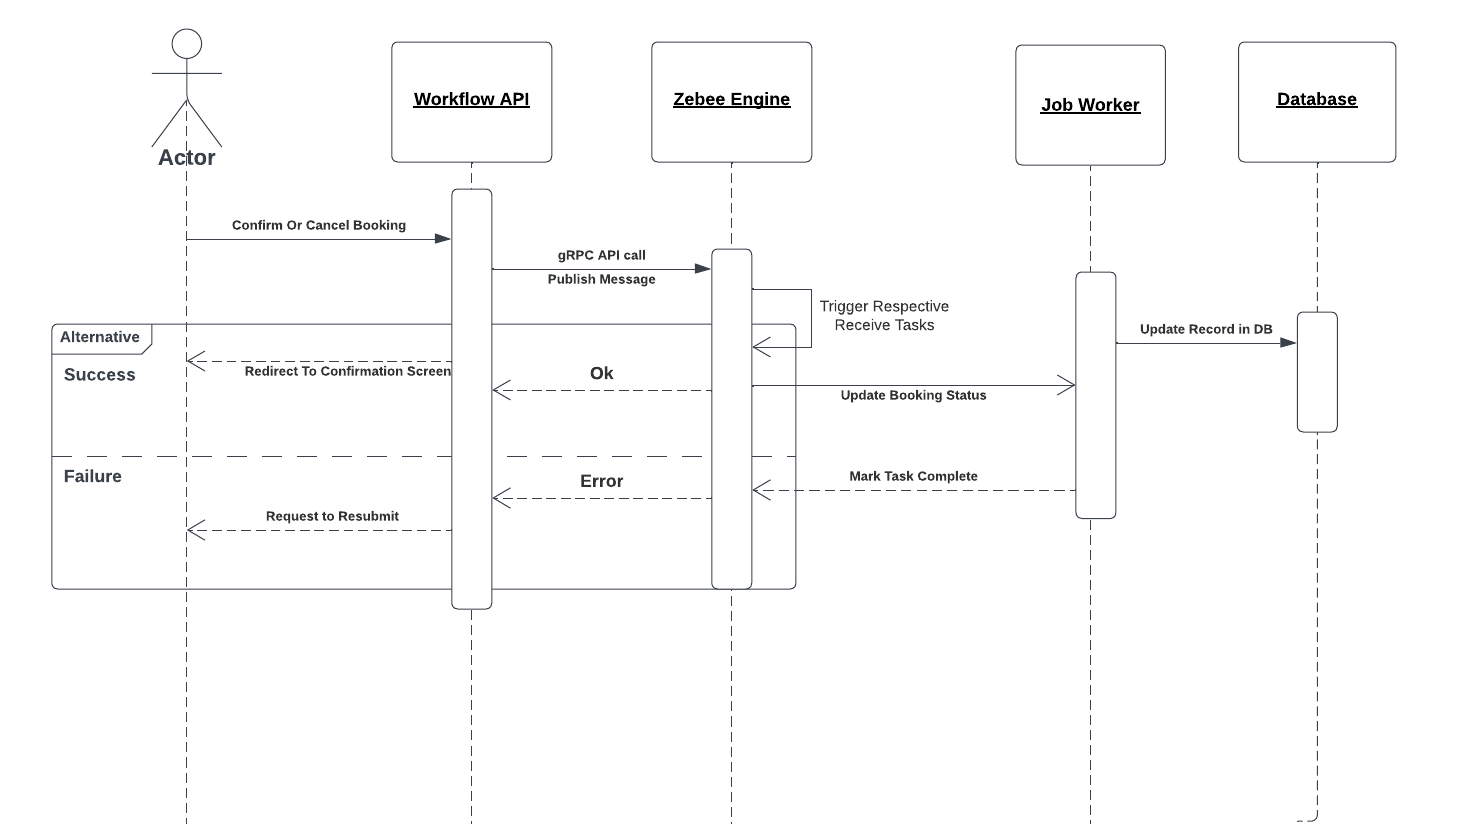 Actor
Workflow API
Zebee Engine
Job Worker
Database
Confirm Or Cancel Booking
gRPC API call
Publish Message
Trigger Respective
Receive Tasks
Update Record in DB
Alternative
Success
Redirect To Confirmation Screen
Ok
Update Booking Status
Failure
Error
Mark Task Complete
Request to Resubmit